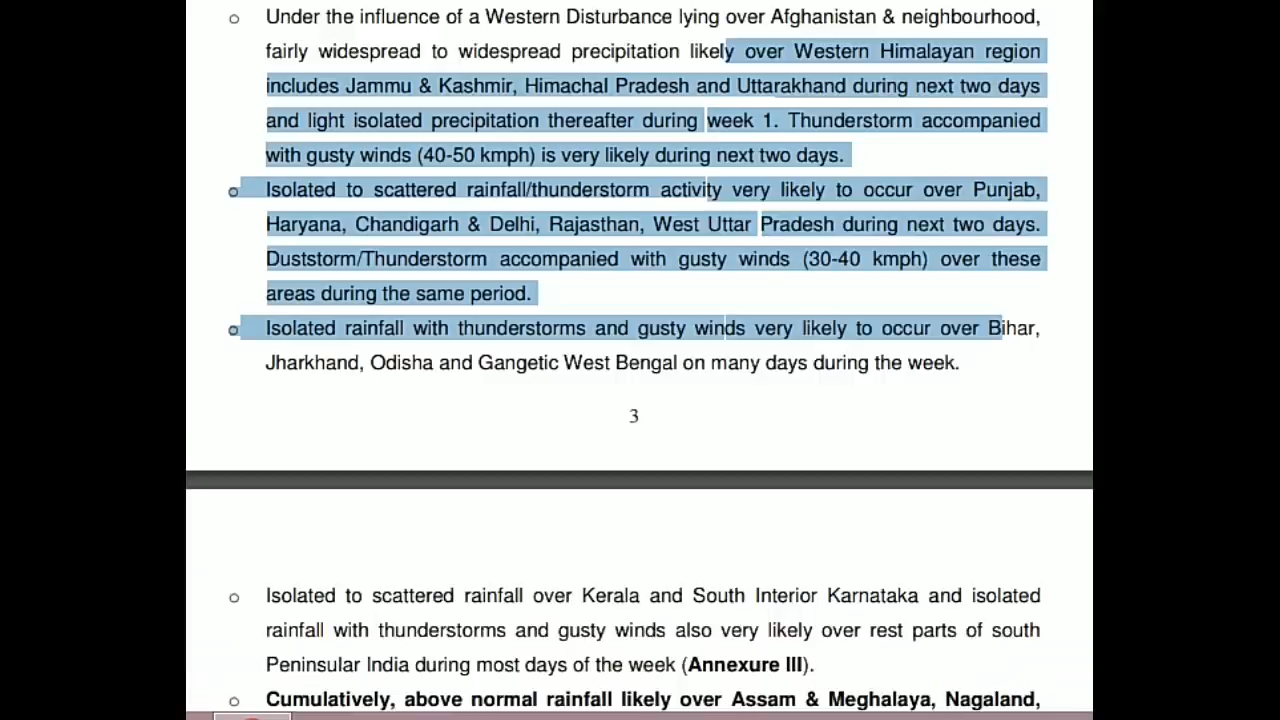 o Under the influence of a Western Disturbance lying over Afghanistan & neighbourhood,
fairly widespread to widespread precipitation likely over Western Himalayan region
includes Jammu & Kashmir, Himachal Pradesh and Uttarakhand during next two days
and light isolated precipitation thereafter during week 1. Thunderstorm accompanied
with gusty winds (40-50 kmph) is very likely during next two days.
o Isolated to scattered rainfall/thunderstorm activity very likely to occur over Punjab,
Haryana, Chandigarh & Delhi, Rajasthan, West Uttar Pradesh during next two days.
Duststorm/Thunderstorm accompanied with gusty winds (30-40 kmph) over these
areas during the same period.
o Isolated rainfall with thunderstorms and gusty winds very likely to occur over Bihar,
Jharkhand, Odisha and Gangetic West Bengal on many days during the week.
3
o Isolated to scattered rainfall over Kerala and South Interior Karnataka and isolated
rainfall with thunderstorms and gusty winds also very likely over rest parts of south
Peninsular India during most days of the week (Annexure III).
o Cumulatively, above normal rainfall likely over Assam & Meghalaya, Nagaland,